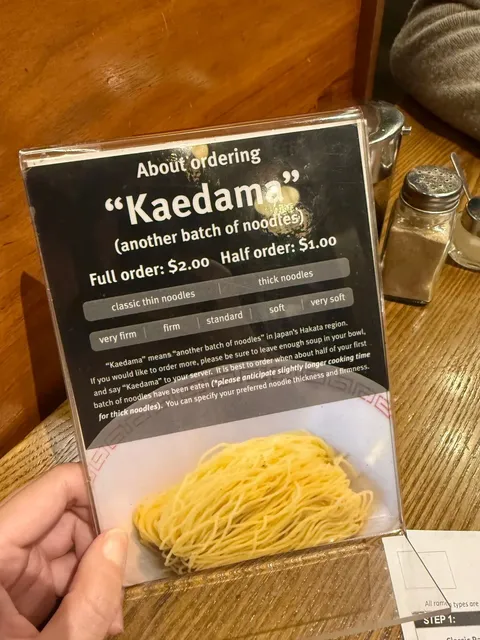 About ordering
“Kaedama”
(another batch of noodles)
Full order: $2.00 Half order: $1.00
classic thin noodles thick noodles
very firm firm standard soft very soft
“Kaedama” means “another batch of noodles” in Japan's Hakata region.
If you would like to order more, please be sure to leave enough soup in your bowl,
and say “Kaedama” to your server. It is best to order when about half of your first
batch of noodles have been eaten (*please anticipate slightly longer cooking time
for thick noodles). You can specify your preferred noodle thickness and firmness.
All ramen types are
STEP 1: